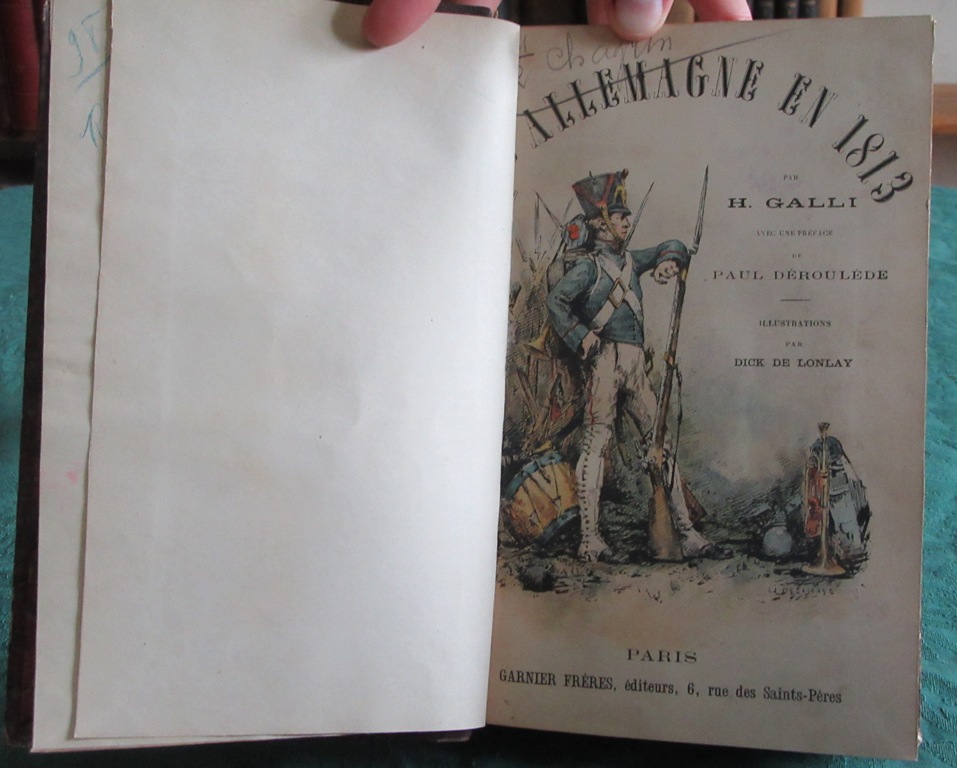 Chagrin
ALLEMAGNE EN 1813
PAR
H. GALLI
AVEC UNE PRÉFACE
DE
PAUL DÉROULÈDE
ILLUSTRATIONS
PAR
DICK DE LONLAY
PARIS
GARNIER FRÈRES, éditeurs, 6, rue des Saints-Pères